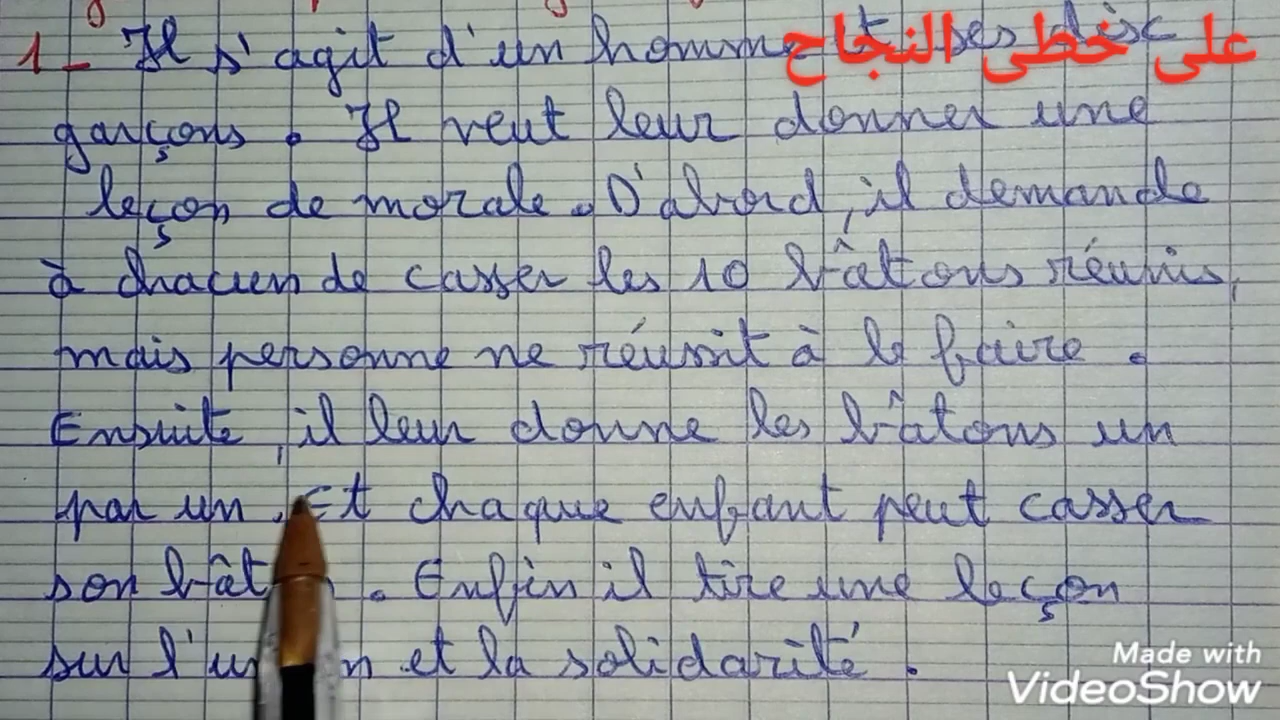 1_ Il s'agit d'un homme et ses dix
على خطى النجاح
garçons. Il veut leur donner une
leçon de morale. D'abord, il demande
à chacun de casser les 10 bâtons réunis,
mais personne ne réussit à le faire.
Ensuite, il leur donne les bâtons un
par un. Et chaque enfant peut casser
son bâton. Enfin il tire une leçon
sur l'union et la solidarité.
Made with
VideoShow